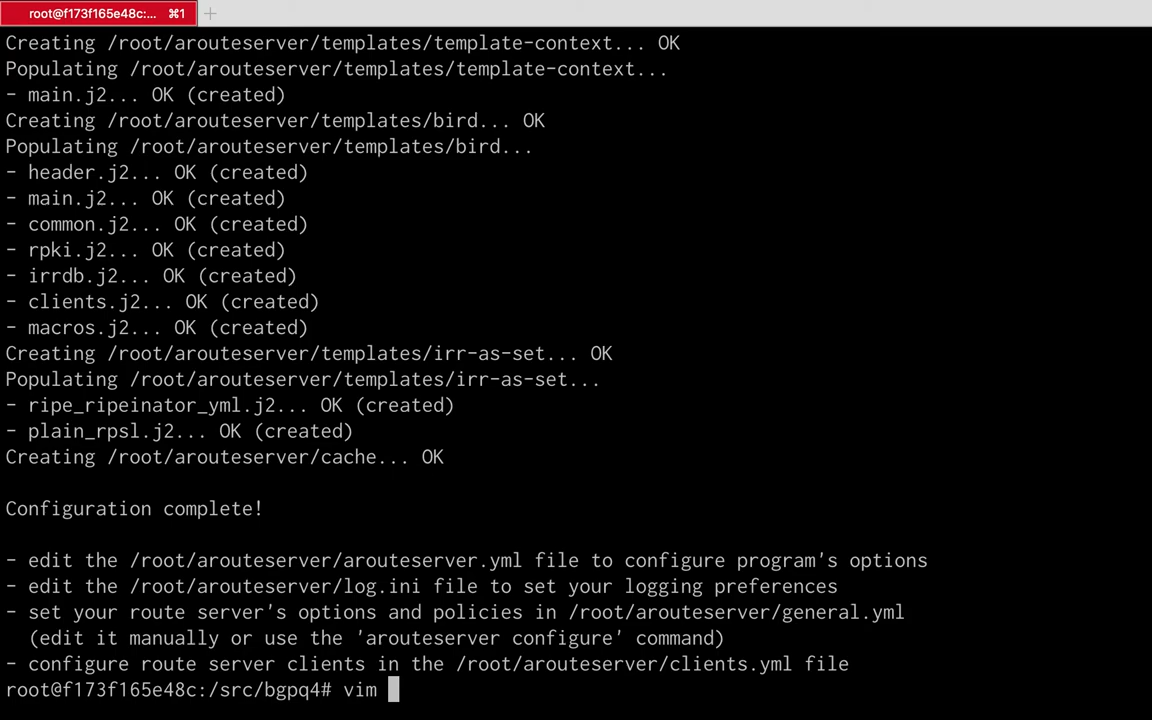 root@f173f165e48c:... ⌘1
Creating /root/arouteserver/templates/template-context... OK
Populating /root/arouteserver/templates/template-context...
- main.j2... OK (created)
Creating /root/arouteserver/templates/bird... OK
Populating /root/arouteserver/templates/bird...
- header.j2... OK (created)
- main.j2... OK (created)
- common.j2... OK (created)
- rpki.j2... OK (created)
- irrdb.j2... OK (created)
- clients.j2... OK (created)
- macros.j2... OK (created)
Creating /root/arouteserver/templates/irr-as-set... OK
Populating /root/arouteserver/templates/irr-as-set...
- ripe_ripeinator_yml.j2... OK (created)
- plain_rpsl.j2... OK (created)
Creating /root/arouteserver/cache... OK
Configuration complete!
- edit the /root/arouteserver/arouteserver.yml file to configure program's options
- edit the /root/arouteserver/log.ini file to set your logging preferences
- set your route server's options and policies in /root/arouteserver/general.yml
(edit it manually or use the 'arouteserver configure' command)
- configure route server clients in the /root/arouteserver/clients.yml file
root@f173f165e48c:/src/bgpq4# vim